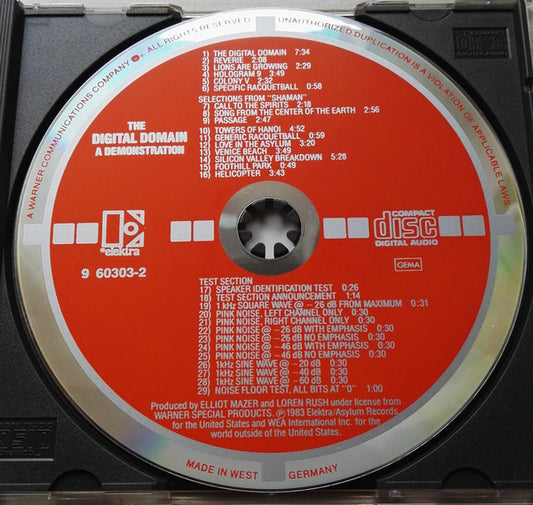 A WARNER COMMUNICATIONS COMPANY. ALL RIGHTS RESERVED
UNAUTHORIZED DUPLICATION IS A VIOLATION OF APPLICABLE LAWS
1) THE DIGITAL DOMAIN 7:34
2) REVERIE 2:08
3) LIONS ARE GROWING 2:29
4) HOLOGRAM 9 3:49
5) COLONY V 2:32
6) SPECIFIC RACQUETBALL 0:58
SELECTIONS FROM "SHAMAN"
7) CALL TO THE SPIRITS 2:18
8) SONG FROM THE CENTER OF THE EARTH 2:56
9) PASSAGE 2:47
THE
DIGITAL DOMAIN
A DEMONSTRATION
10) TOWERS OF HANOI 4:52
11) GENERIC RACQUETBALL 0:59
12) LOVE IN THE ASYLUM 3:20
13) VENICE BEACH 3:49
14) SILICON VALLEY BREAKDOWN 5:28
15) FOOTHILL PARK 0:49
16) HELICOPTER 3:43
elektra
COMPACT
disc
DIGITAL AUDIO
9 60303-2
GEMA
TEST SECTION
17) SPEAKER IDENTIFICATION TEST 0:26
18) TEST SECTION ANNOUNCEMENT 1:14
19) 1 kHz SQUARE WAVE @ −26 dB FROM MAXIMUM 0:31
20) PINK NOISE, LEFT CHANNEL ONLY 0:30
21) PINK NOISE, RIGHT CHANNEL ONLY 0:30
22) PINK NOISE @ −26 dB WITH EMPHASIS 0:30
23) PINK NOISE @ −26 dB NO EMPHASIS 0:30
24) PINK NOISE @ −46 dB WITH EMPHASIS 0:30
25) PINK NOISE @ −46 dB NO EMPHASIS 0:30
26) 1kHz SINE WAVE @ −20 dB 0:30
27) 1kHz SINE WAVE @ −40 dB 0:30
28) 1kHz SINE WAVE @ −60 dB 0:30
29) NOISE FLOOR TEST, ALL BITS AT "0" 1:00
Produced by ELLIOT MAZER and LOREN RUSH under license from
WARNER SPECIAL PRODUCTS. ℗ 1983 Elektra/Asylum Records
for the United States and WEA International Inc. for the
world outside of the United States.
MADE IN WEST GERMANY